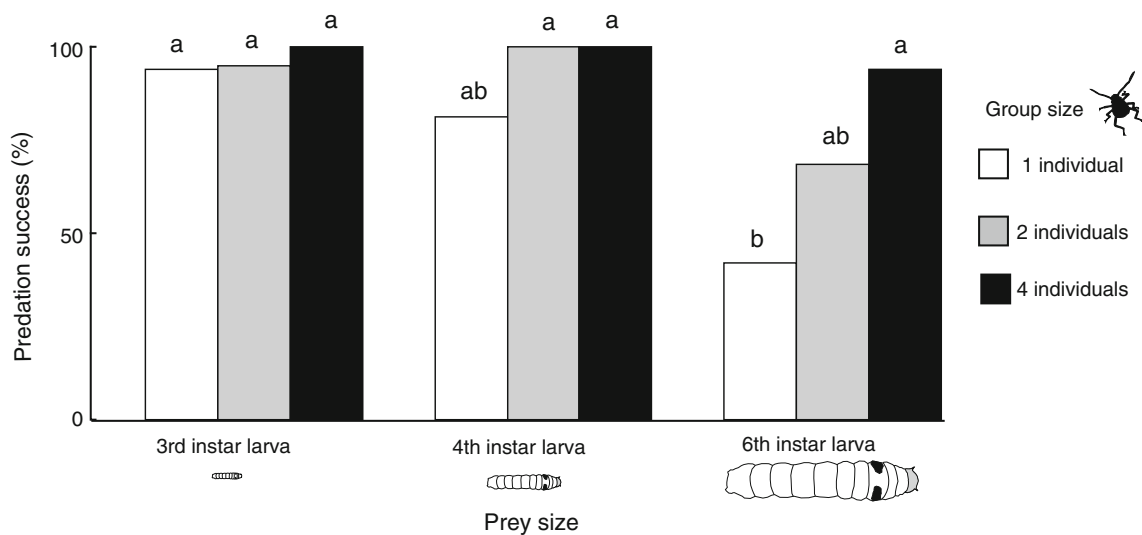 Predation success (%)
100
50
0
a
a
a
ab
a
a
b
ab
a
3rd instar larva
4th instar larva
6th instar larva
Prey size
Group size
1 individual
2 individuals
4 individuals